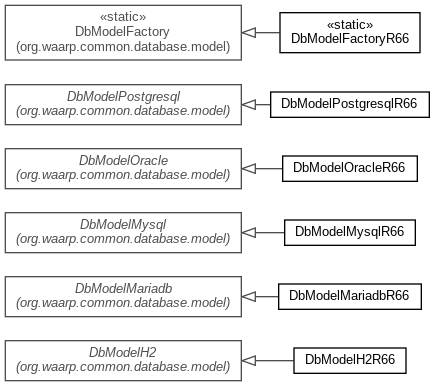 «static»
DbModelFactory
(org.waarp.common.database.model)
«static»
DbModelFactoryR66
DbModelPostgresql
(org.waarp.common.database.model)
DbModelPostgresqlR66
DbModelOracle
(org.waarp.common.database.model)
DbModelOracleR66
DbModelMysql
(org.waarp.common.database.model)
DbModelMysqlR66
DbModelMariadb
(org.waarp.common.database.model)
DbModelMariadbR66
DbModelH2
(org.waarp.common.database.model)
DbModelH2R66